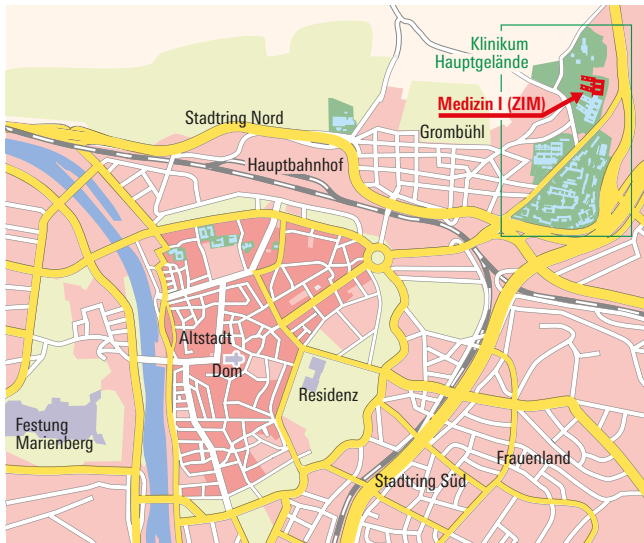 Klinikum
Hauptgelände
Medizin I (ZIM)
Stadtring Nord
Grombühl
Hauptbahnhof
Altstadt
Dom
Residenz
Festung
Marienberg
Frauenland
Stadtring Süd